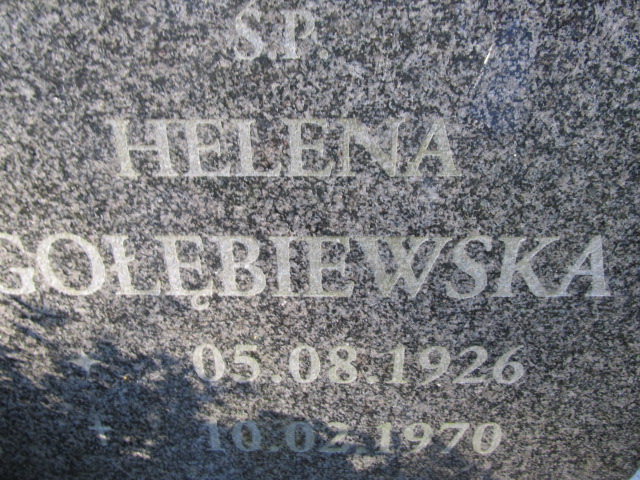 Ś.P.
HELENA
GOŁĘBIEWSKA
05.08.1926
10.02.1970